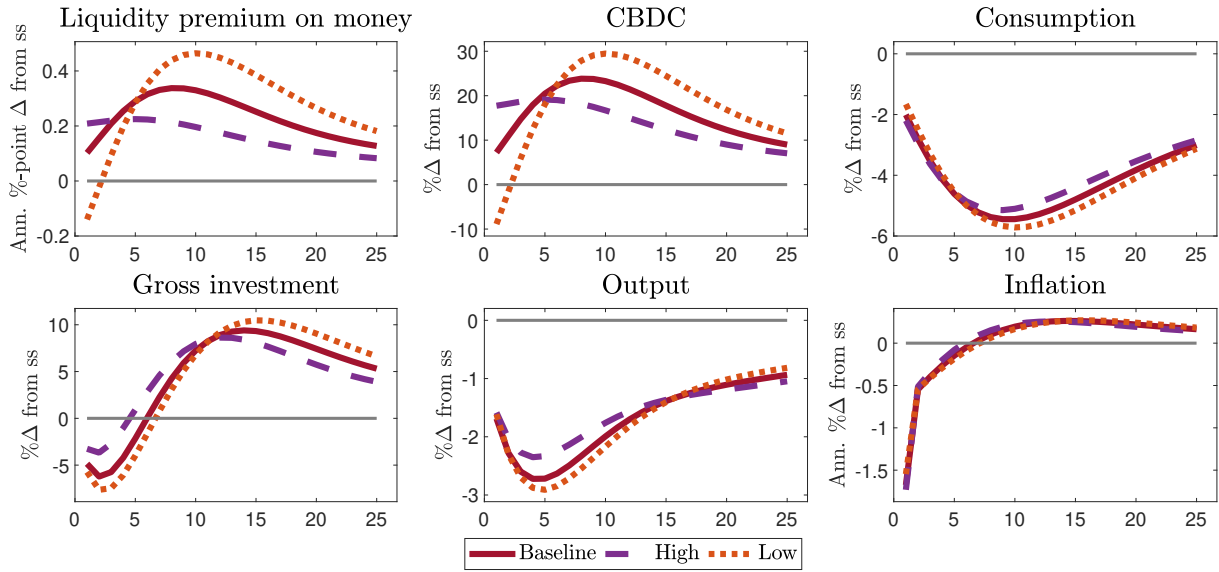 Liquidity premium on money
Ann. %-point Δ from ss
0.4
0.2
0
-0.2
0 5 10 15 20 25
CBDC
%Δ from ss
30
20
10
0
-10
0 5 10 15 20 25
Consumption
%Δ from ss
0
-2
-4
-6
0 5 10 15 20 25
Gross investment
%Δ from ss
10
5
0
-5
0 5 10 15 20 25
Output
%Δ from ss
0
-1
-2
-3
0 5 10 15 20 25
Inflation
Ann. %Δ from ss
0
-0.5
-1
-1.5
0 5 10 15 20 25
Baseline High Low